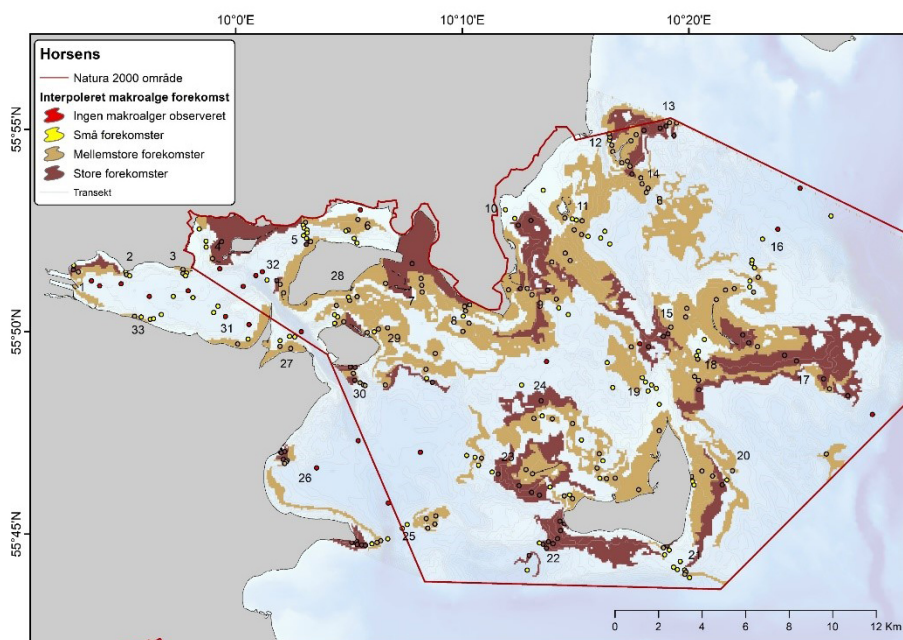 10°0'E 10°10'E 10°20'E
Horsens
Natura 2000 område
Interpoleret makroalge forekomst
Ingen makroalger observeret
Små forekomster
Mellemstore forekomster
Store forekomster
Transekt
55°55'N
13
12
14
10
11
5
6
16
2
3
4
32
28
7
9
15
33
31
8
55°50'N
27
29
18
30
19
17
24
23
20
26
25
22
21
55°45'N
0 2 4 6 8 10 12 Km